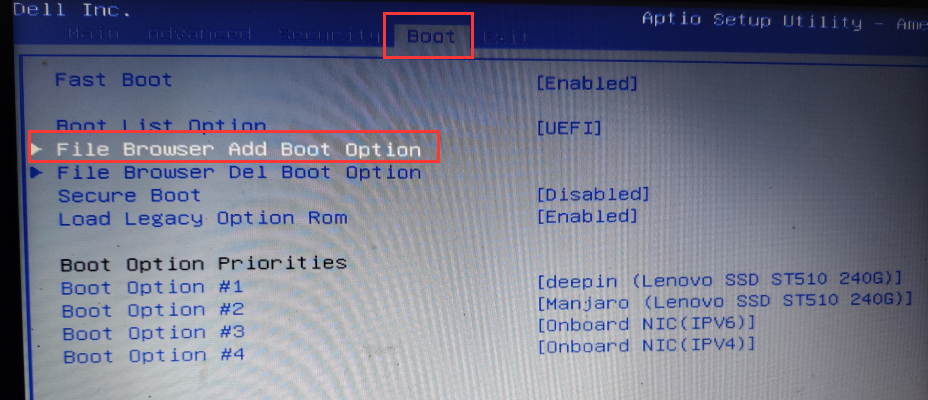 Dell Inc.
Aptio Setup Utility - Ame
Main Advanced Security Boot Exit
Fast Boot [Enabled]
Boot List Option [UEFI]
▶ File Browser Add Boot Option
▶ File Browser Del Boot Option
Secure Boot [Disabled]
Load Legacy Option Rom [Enabled]
Boot Option Priorities
Boot Option #1 [deepin (Lenovo SSD ST510 240G)]
Boot Option #2 [Manjaro (Lenovo SSD ST510 240G)]
Boot Option #3 [Onboard NIC(IPV6)]
Boot Option #4 [Onboard NIC(IPV4)]